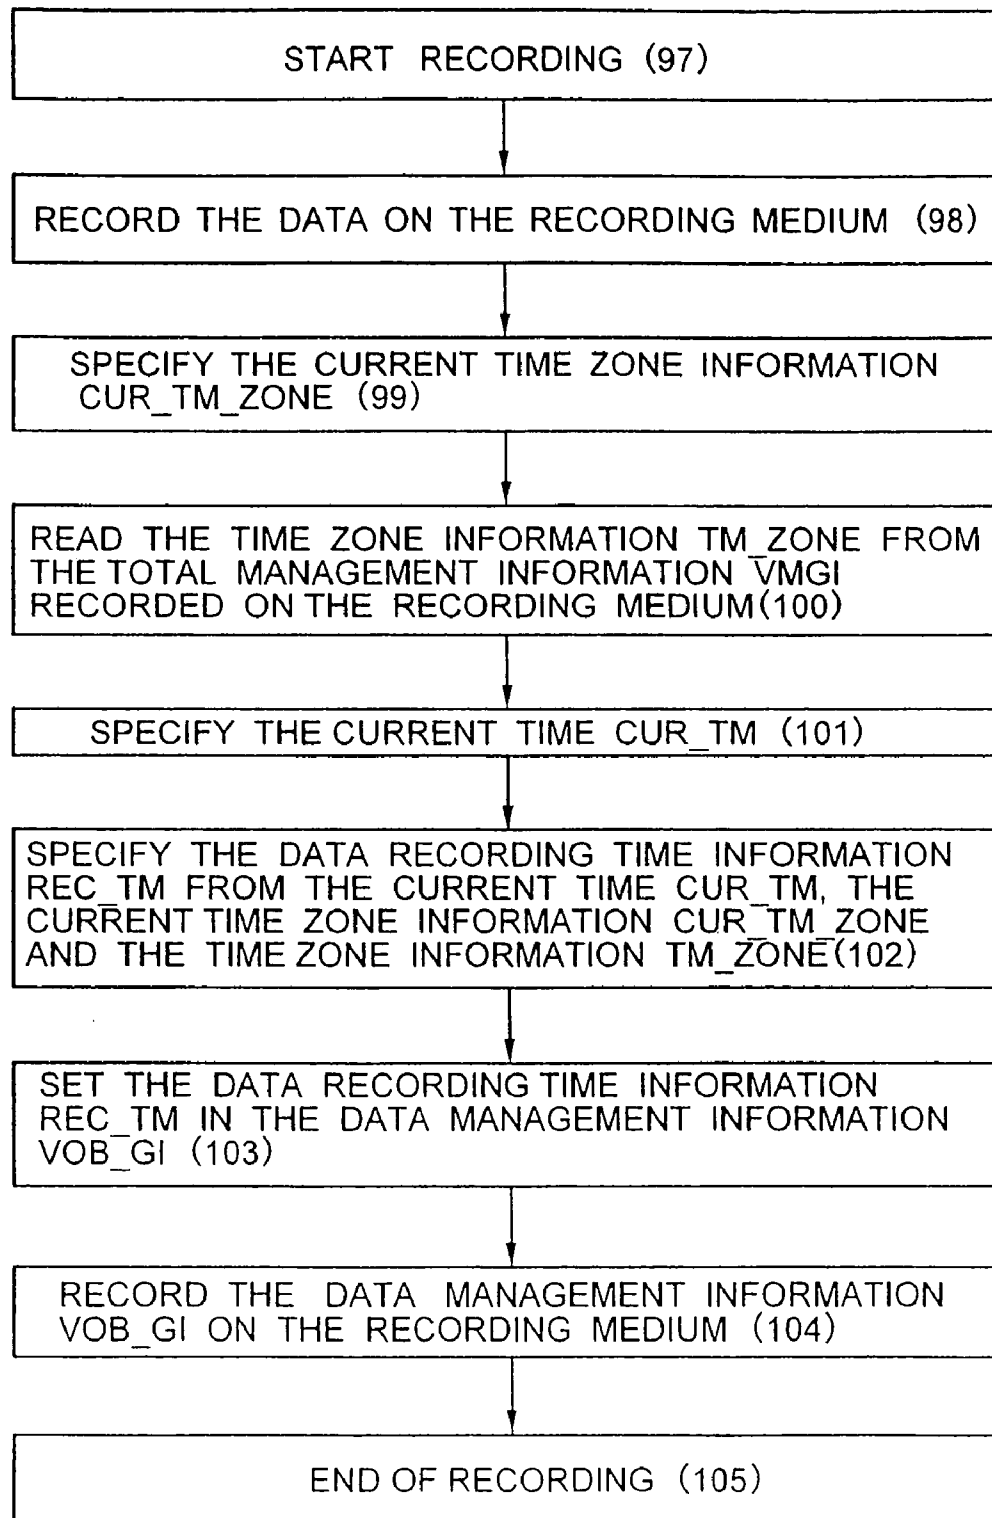 START RECORDING (97)
RECORD THE DATA ON THE RECORDING MEDIUM (98)
SPECIFY THE CURRENT TIME ZONE INFORMATION
CUR_TM_ZONE (99)
READ THE TIME ZONE INFORMATION TM_ZONE FROM
THE TOTAL MANAGEMENT INFORMATION VMGI
RECORDED ON THE RECORDING MEDIUM(100)
SPECIFY THE CURRENT TIME CUR_TM (101)
SPECIFY THE DATA RECORDING TIME INFORMATION
REC_TM FROM THE CURRENT TIME CUR_TM, THE
CURRENT TIME ZONE INFORMATION CUR_TM_ZONE
AND THE TIME ZONE INFORMATION TM_ZONE(102)
SET THE DATA RECORDING TIME INFORMATION
REC_TM IN THE DATA MANAGEMENT INFORMATION
VOB_GI (103)
RECORD THE DATA MANAGEMENT INFORMATION
VOB_GI ON THE RECORDING MEDIUM (104)
END OF RECORDING (105)